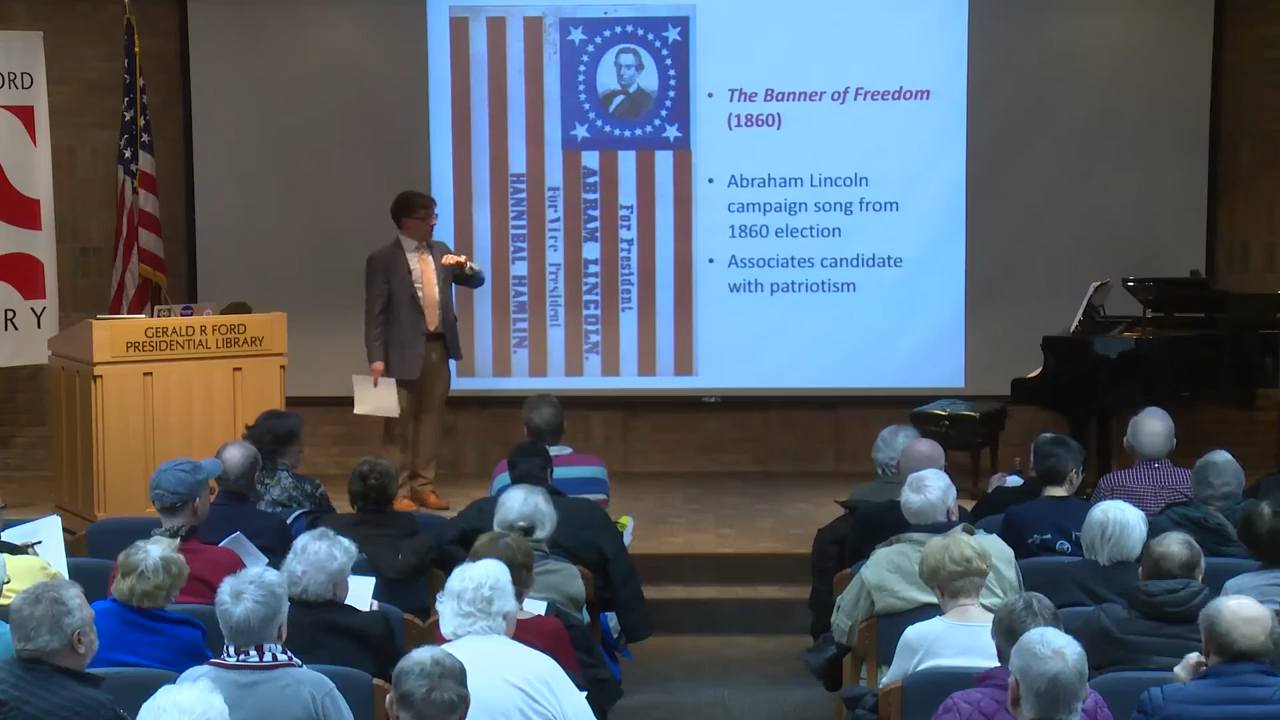 ORD
RY
GERALD R FORD
PRESIDENTIAL LIBRARY
For President
ABRAM LINCOLN.
For Vice President
HANNIBAL HAMLIN.
• The Banner of Freedom
(1860)
• Abraham Lincoln
campaign song from
1860 election
• Associates candidate
with patriotism